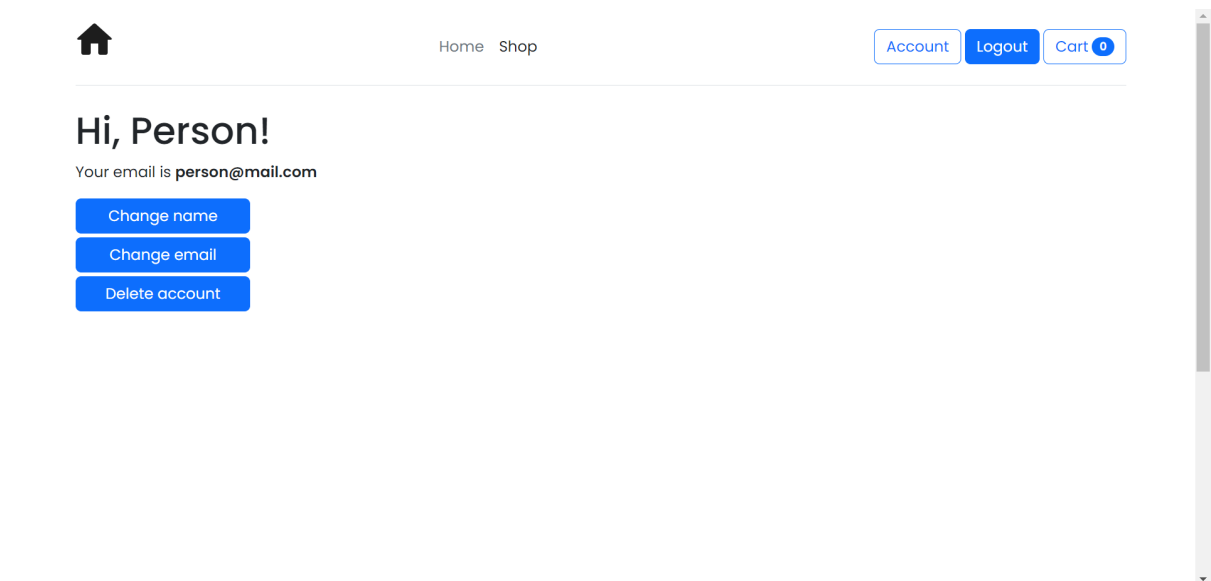 Home Shop Account Logout Cart 0
Hi, Person!
Your email is person@mail.com
Change name
Change email
Delete account